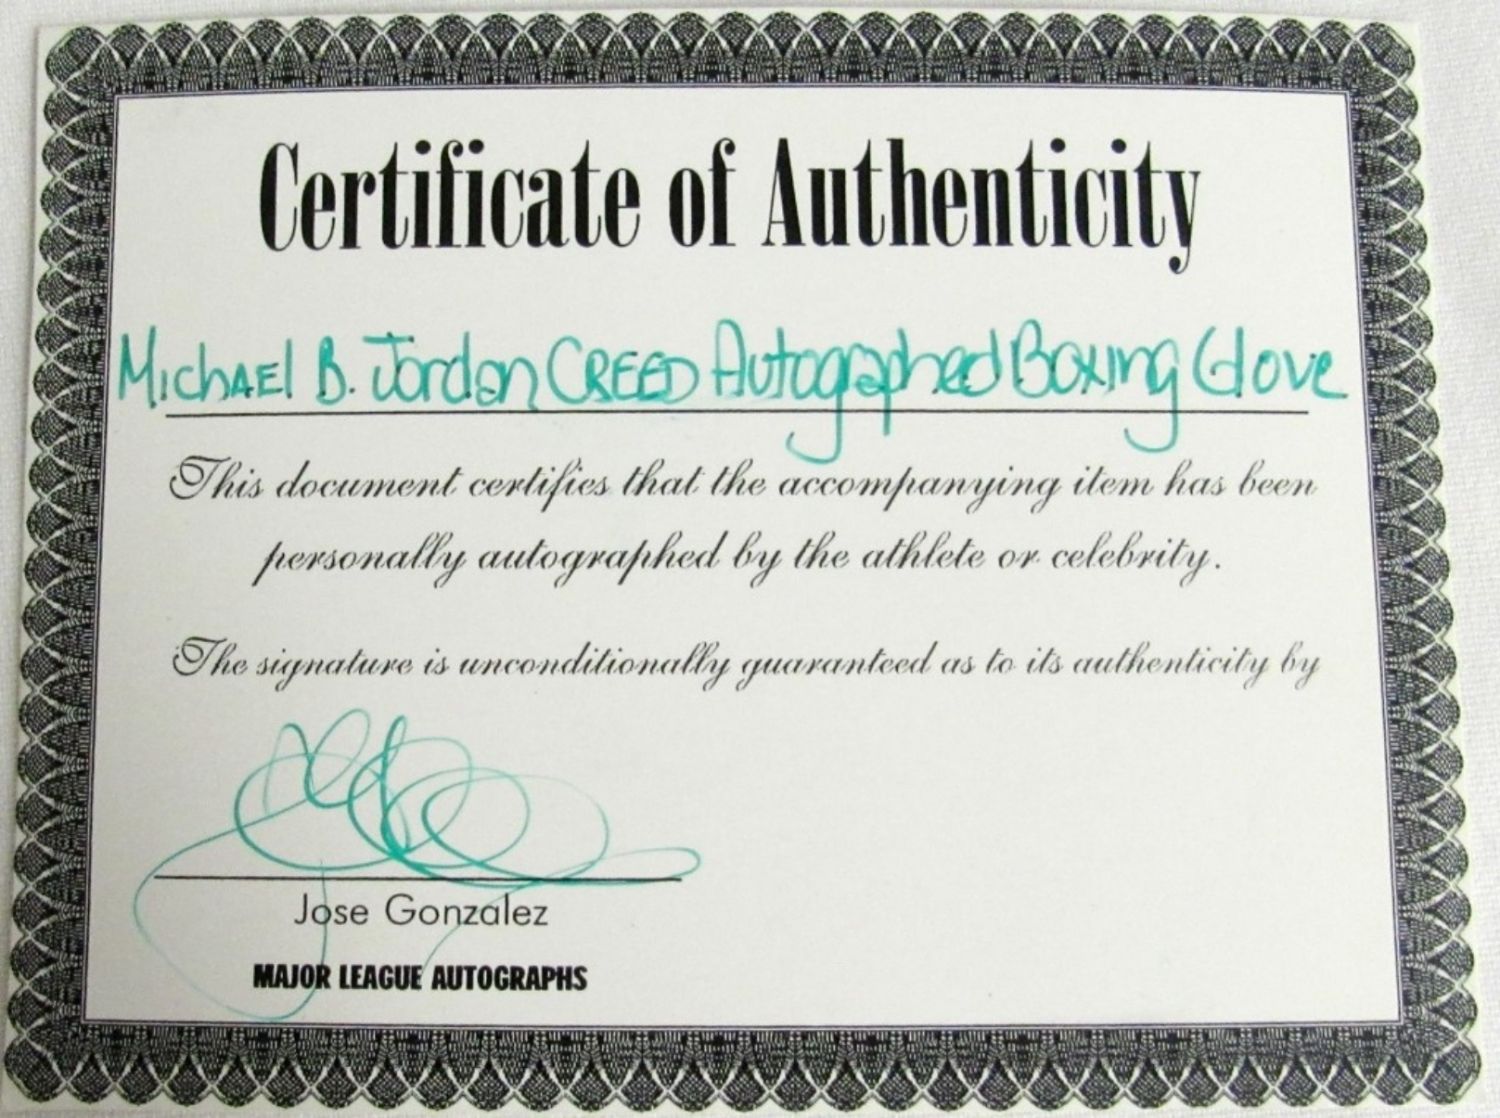 Certificate of Authenticity
Michael B. Jordan CREED Autographed Boxing Glove
This document certifies that the accompanying item has been
personally autographed by the athlete or celebrity.
The signature is unconditionally guaranteed as to its authenticity by
Jose Gonzalez
MAJOR LEAGUE AUTOGRAPHS